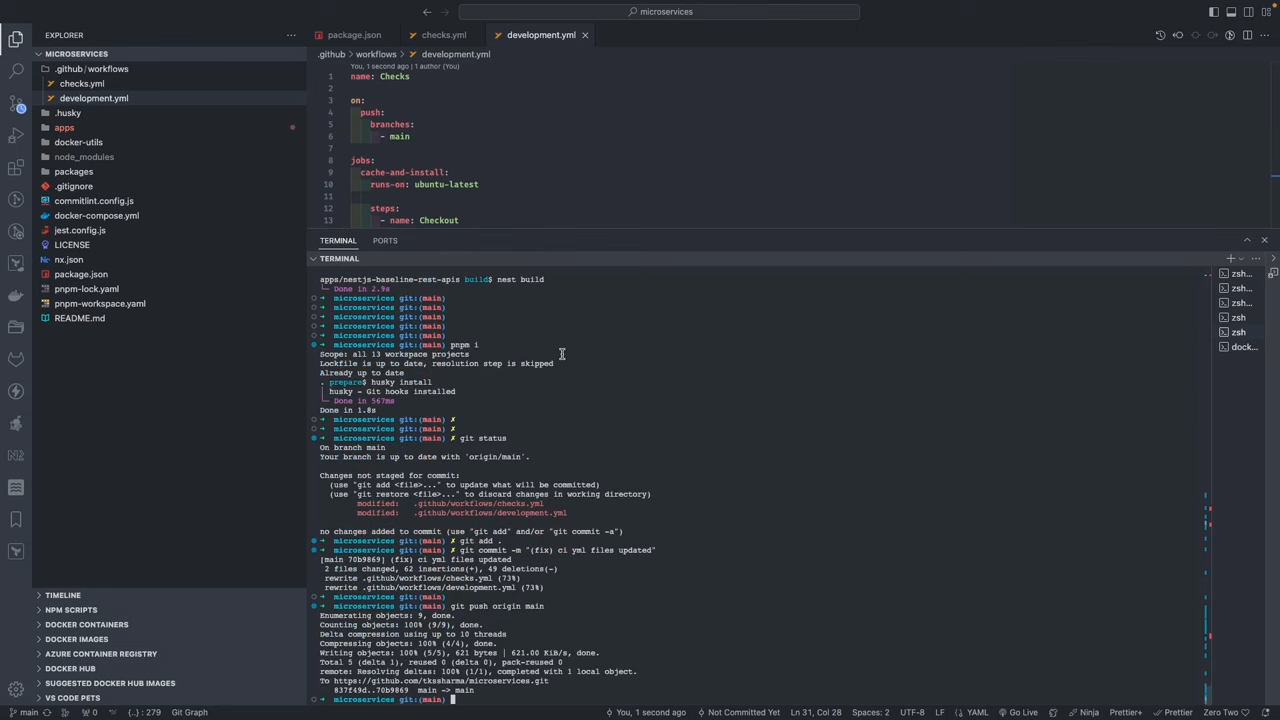 microservices
EXPLORER
MICROSERVICES
.github/workflows
checks.yml
development.yml
.husky
apps
docker-utils
node_modules
packages
.gitignore
commitlint.config.js
docker-compose.yml
jest.config.js
LICENSE
nx.json
package.json
pnpm-lock.yaml
pnpm-workspace.yaml
README.md
TIMELINE
NPM SCRIPTS
DOCKER CONTAINERS
DOCKER IMAGES
AZURE CONTAINER REGISTRY
DOCKER HUB
SUGGESTED DOCKER HUB IMAGES
VS CODE PETS
package.json
checks.yml
development.yml
.github > workflows > development.yml
You, 1 second ago | 1 author (You)
1 name: Checks
2
3 on:
4 push:
5 branches:
6 - main
7
8 jobs:
9 cache-and-install:
10 runs-on: ubuntu-latest
11
12 steps:
13 - name: Checkout
TERMINAL PORTS
TERMINAL
apps/nestjs-baseline-rest-apis build$ nest build
└─ Done in 2.9s
➜ microservices git:(main)
➜ microservices git:(main)
➜ microservices git:(main)
➜ microservices git:(main)
➜ microservices git:(main)
➜ microservices git:(main) pnpm i
Scope: all 13 workspace projects
Lockfile is up to date, resolution step is skipped
Already up to date
. prepare$ husky install
│ husky - Git hooks installed
└─ Done in 567ms
Done in 1.8s
➜ microservices git:(main) ✗
➜ microservices git:(main) ✗
➜ microservices git:(main) ✗ git status
On branch main
Your branch is up to date with 'origin/main'.
Changes not staged for commit:
(use "git add <file>..." to update what will be committed)
(use "git restore <file>..." to discard changes in working directory)
modified: .github/workflows/checks.yml
modified: .github/workflows/development.yml
no changes added to commit (use "git add" and/or "git commit -a")
➜ microservices git:(main) ✗ git add .
➜ microservices git:(main) ✗ git commit -m "(fix) ci yml files updated"
[main 70b9869] (fix) ci yml files updated
2 files changed, 62 insertions(+), 49 deletions(-)
rewrite .github/workflows/checks.yml (73%)
rewrite .github/workflows/development.yml (73%)
➜ microservices git:(main)
➜ microservices git:(main) git push origin main
Enumerating objects: 9, done.
Counting objects: 100% (9/9), done.
Delta compression using up to 10 threads
Compressing objects: 100% (4/4), done.
Writing objects: 100% (5/5), 621 bytes | 621.00 KiB/s, done.
Total 5 (delta 1), reused 0 (delta 0), pack-reused 0
remote: Resolving deltas: 100% (1/1), completed with 1 local object.
To https://github.com/tkssharma/microservices.git
837f49d..70b9869 main -> main
➜ microservices git:(main)
zsh...
zsh...
zsh...
zsh
zsh
dock...
main 0 {..} : 279 Git Graph You, 1 second ago Not Committed Yet Ln 31, Col 28 Spaces: 2 UTF-8 LF YAML Go Live Ninja Prettier+ Prettier Zero Two